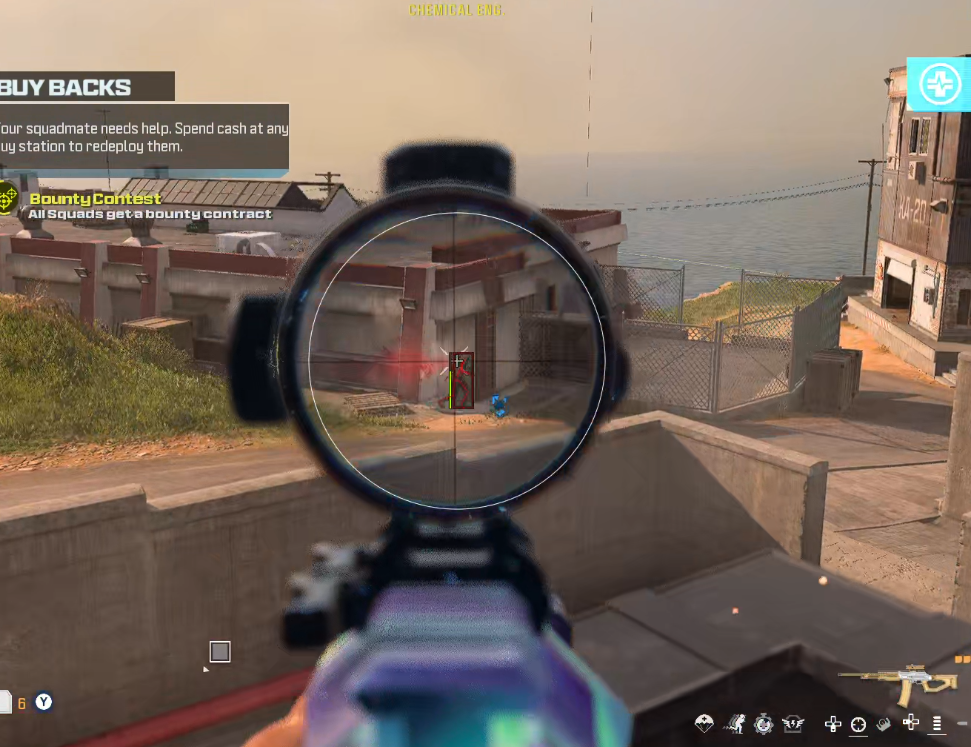 CHEMICAL ENG.
BUY BACKS
our squadmate needs help. Spend cash at any
uy station to redeploy them.
Bounty Contest
All Squads get a bounty contract
6 Y